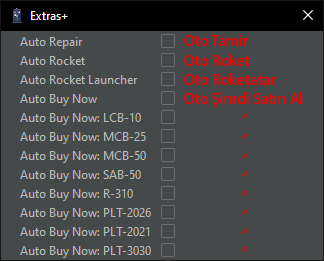 Extras+
Auto Repair Oto Tamir
Auto Rocket Oto Roket
Auto Rocket Launcher Oto Roketatar
Auto Buy Now Oto Şimdi Satın Al
Auto Buy Now: LCB-10 "
Auto Buy Now: MCB-25 "
Auto Buy Now: MCB-50 "
Auto Buy Now: SAB-50 "
Auto Buy Now: R-310 "
Auto Buy Now: PLT-2026 "
Auto Buy Now: PLT-2021 "
Auto Buy Now: PLT-3030 "